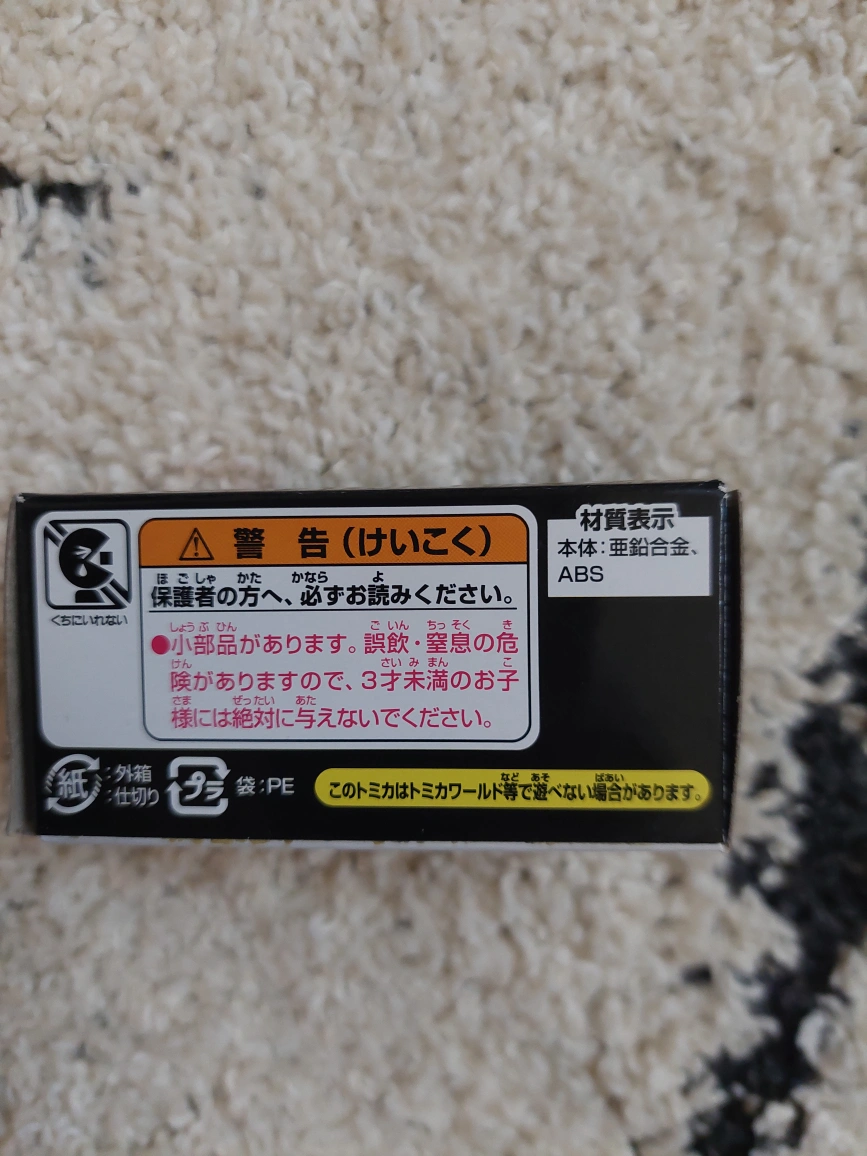 くちにいれない
警 告 (けいこく)
ほごしゃ かた かなら よ
保護者の方へ、必ずお読みください。
しょうぶひん ごいん ちっそく き
●小部品があります。誤飲・窒息の危
けん さいみまん こ
険がありますので、3才未満のお子
さま ぜったい あた
様には絶対に与えないでください。
材質表示
本体:亜鉛合金、
ABS
紙:外箱
:仕切り
プラ 袋:PE
など あそ ばあい
このトミカはトミカワールド等で遊べない場合があります。